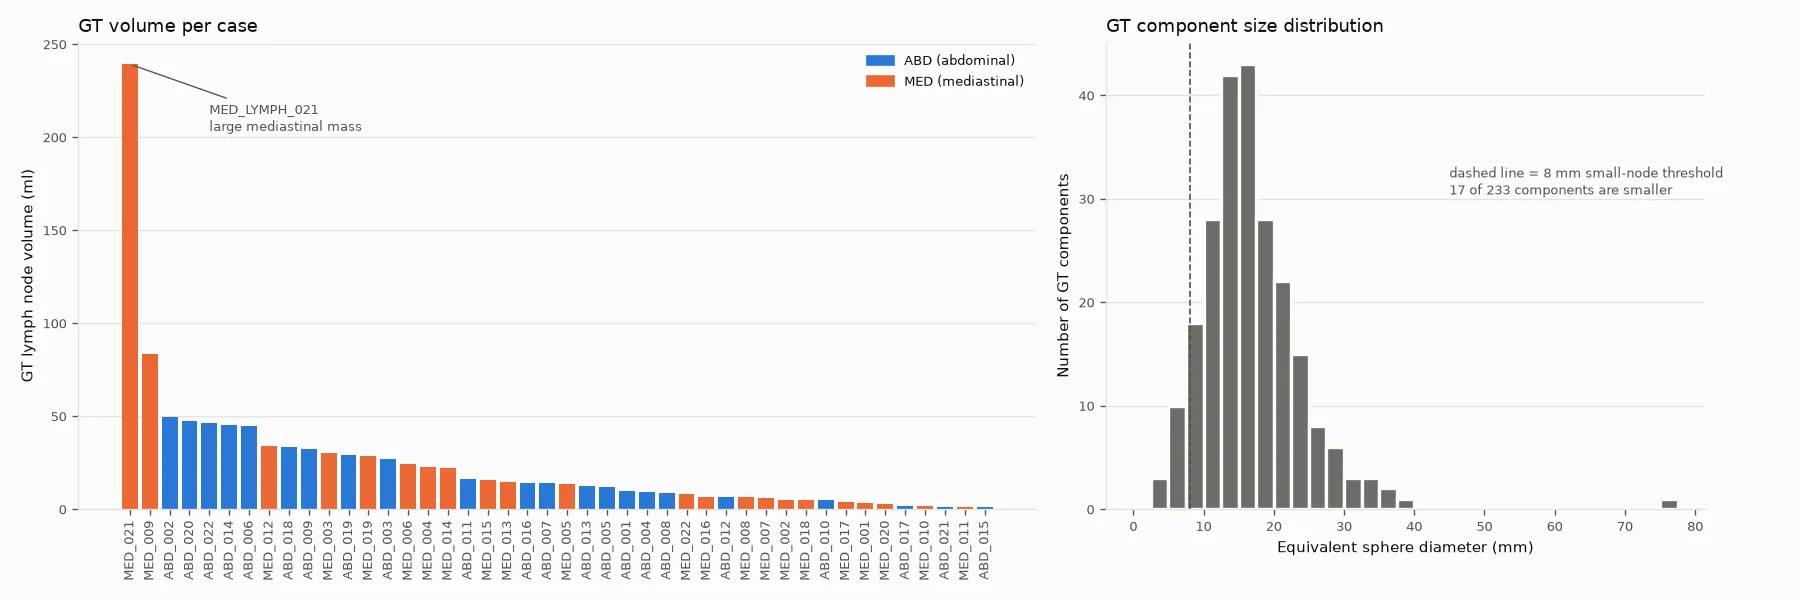 GT volume per case
GT lymph node volume (ml)
250
200
150
100
50
0
ABD (abdominal)
MED (mediastinal)
MED_LYMPH_021
large mediastinal mass
MED_021
MED_009
ABD_002
ABD_020
ABD_022
ABD_014
ABD_006
MED_012
ABD_018
ABD_009
MED_003
ABD_019
MED_019
ABD_003
MED_006
MED_004
MED_014
ABD_011
MED_015
MED_013
ABD_016
ABD_007
MED_005
ABD_013
ABD_005
ABD_001
ABD_004
ABD_008
MED_022
MED_016
ABD_012
MED_008
MED_007
MED_002
MED_018
ABD_010
MED_017
MED_001
MED_020
ABD_017
MED_010
ABD_021
MED_011
ABD_015
GT component size distribution
Number of GT components
40
30
20
10
0
dashed line = 8 mm small-node threshold
17 of 233 components are smaller
0
10
20
30
40
50
60
70
80
Equivalent sphere diameter (mm)